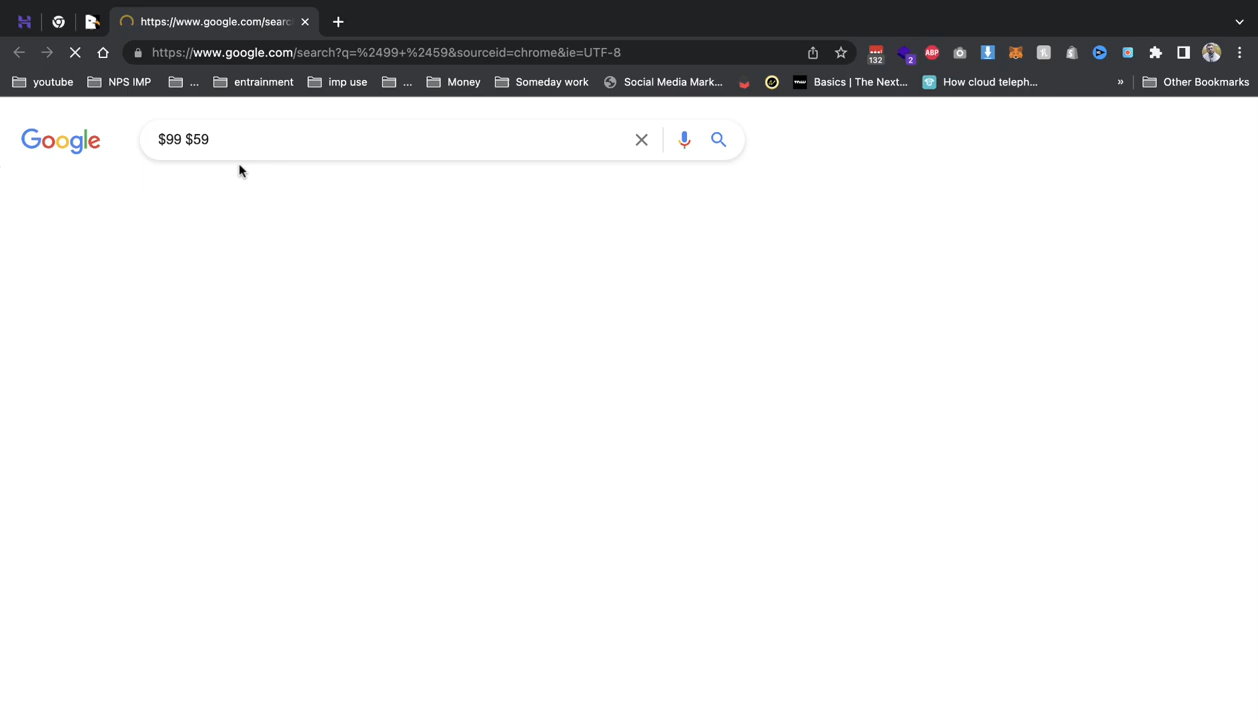 https://www.google.com/searc
https://www.google.com/search?q=%2499+%2459&sourceid=chrome&ie=UTF-8
132
2
ABP
youtube
NPS IMP
...
entrainment
imp use
...
Money
Someday work
Social Media Mark...
Basics | The Next...
How cloud teleph...
»
Other Bookmarks
Google
$99 $59